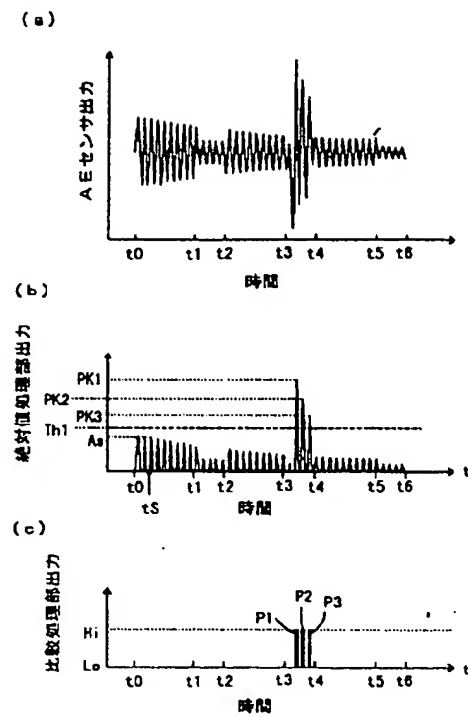 (a)
AEセンサ出力
t0 t1 t2 t3 t4 t5 t6
時間
(b)
絶対値処理部出力
PK1
PK2
PK3
Th1
As
t0 t1 t2 t3 t4 t5 t6 t
tS
時間
(c)
比較処理部出力
P1 P2 P3
Hi
Lo
t0 t1 t2 t3 t4 t5 t6 t
時間